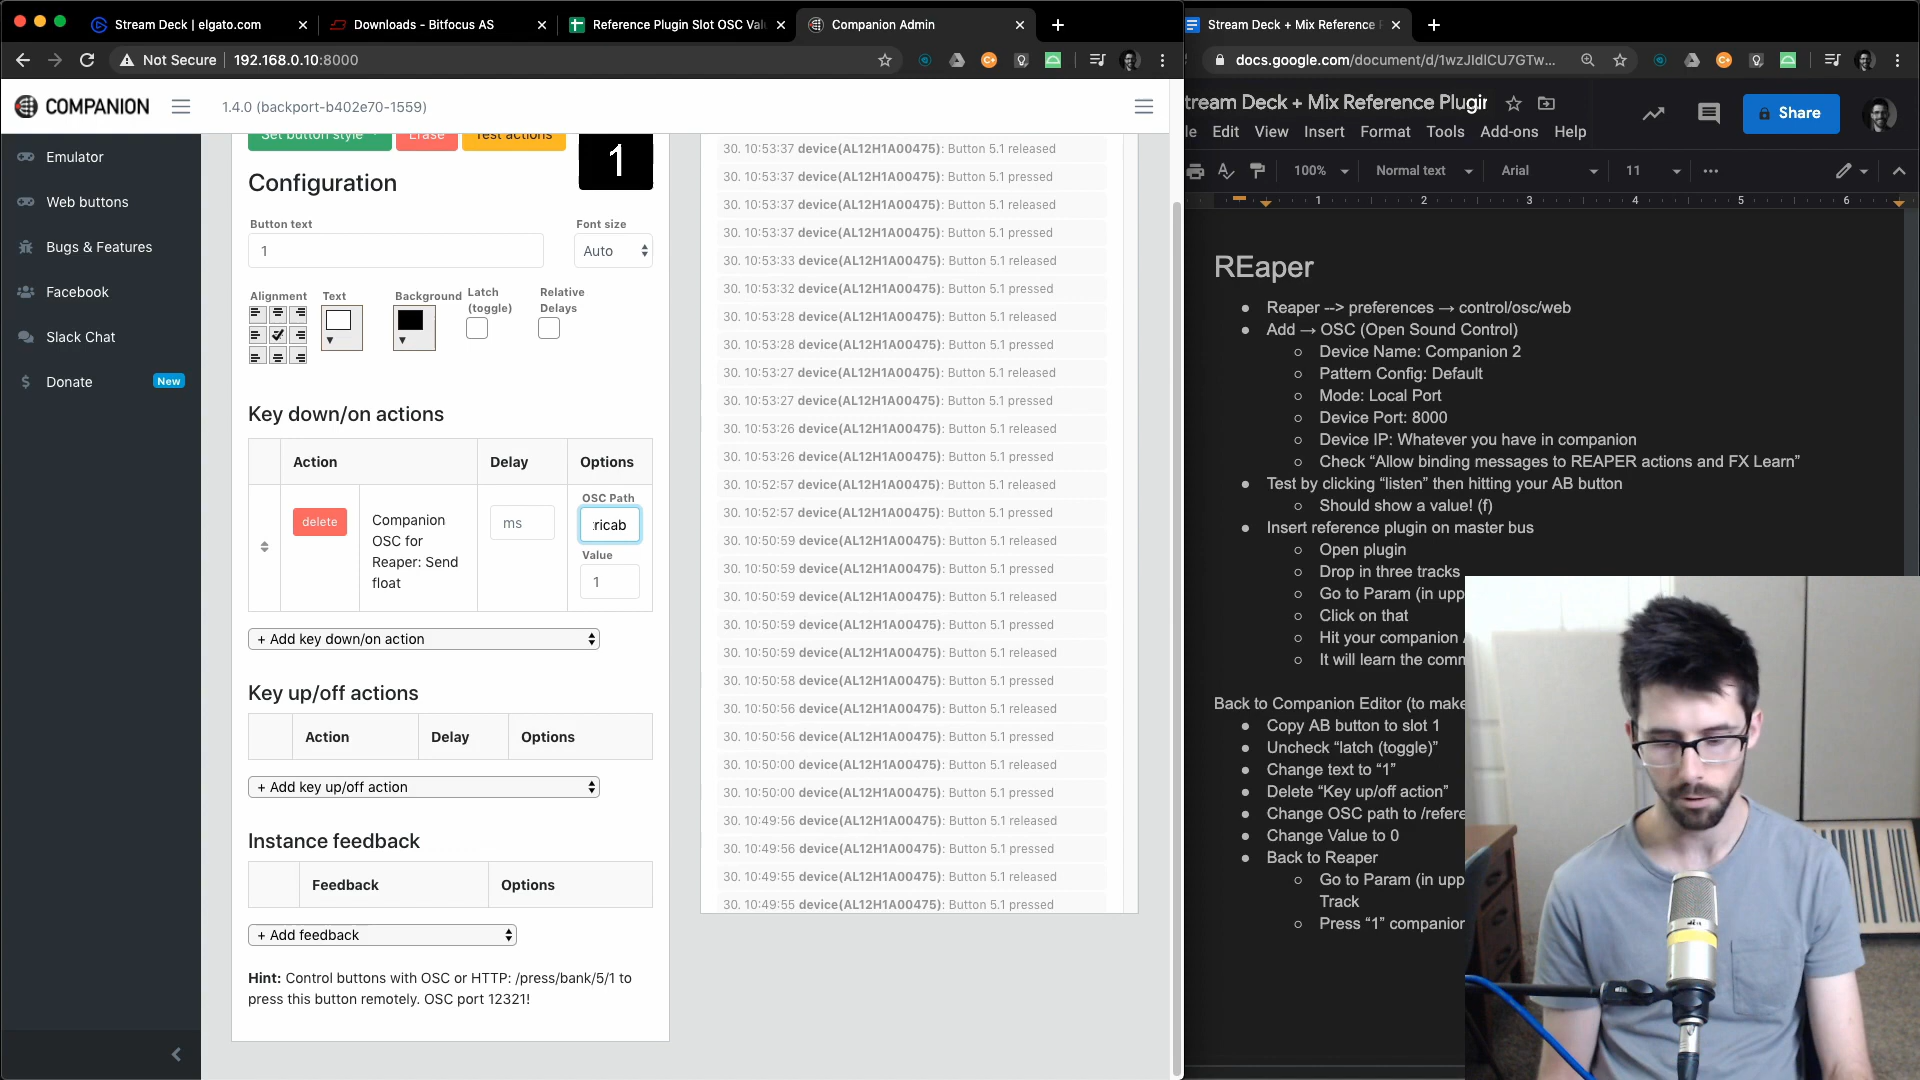 Stream Deck | elgato.com
Downloads - Bitfocus AS
Reference Plugin Slot OSC Val
Companion Admin
Stream Deck + Mix Reference
Not Secure
192.168.0.10:8000
docs.google.com/document/d/1wzJIdlCU7GTw...
COMPANION
1.4.0 (backport-b402e70-1559)
tream Deck + Mix Reference Plugin
Share
Edit View Insert Format Tools Add-ons Help
100% Normal text Arial 11
1 2 3 4 5 6
Emulator
Web buttons
Bugs & Features
Facebook
Slack Chat
Donate New
Set button style Erase Test actions
1
Configuration
Button text Font size
1 Auto
Alignment Text Background Latch (toggle) Relative Delays
Key down/on actions
Action Delay Options
delete
Companion
OSC for
Reaper: Send
float
ms
OSC Path
ricab
Value
1
+ Add key down/on action
Key up/off actions
Action Delay Options
+ Add key up/off action
Instance feedback
Feedback Options
+ Add feedback
Hint: Control buttons with OSC or HTTP: /press/bank/5/1 to
press this button remotely. OSC port 12321!
30. 10:53:37 device(AL12H1A00475): Button 5.1 released
30. 10:53:37 device(AL12H1A00475): Button 5.1 pressed
30. 10:53:37 device(AL12H1A00475): Button 5.1 released
30. 10:53:37 device(AL12H1A00475): Button 5.1 pressed
30. 10:53:33 device(AL12H1A00475): Button 5.1 released
30. 10:53:32 device(AL12H1A00475): Button 5.1 pressed
30. 10:53:28 device(AL12H1A00475): Button 5.1 released
30. 10:53:28 device(AL12H1A00475): Button 5.1 pressed
30. 10:53:27 device(AL12H1A00475): Button 5.1 released
30. 10:53:27 device(AL12H1A00475): Button 5.1 pressed
30. 10:53:26 device(AL12H1A00475): Button 5.1 released
30. 10:53:26 device(AL12H1A00475): Button 5.1 pressed
30. 10:52:57 device(AL12H1A00475): Button 5.1 released
30. 10:52:57 device(AL12H1A00475): Button 5.1 pressed
30. 10:50:59 device(AL12H1A00475): Button 5.1 released
30. 10:50:59 device(AL12H1A00475): Button 5.1 pressed
30. 10:50:59 device(AL12H1A00475): Button 5.1 released
30. 10:50:59 device(AL12H1A00475): Button 5.1 pressed
30. 10:50:59 device(AL12H1A00475): Button 5.1 released
30. 10:50:58 device(AL12H1A00475): Button 5.1 pressed
30. 10:50:56 device(AL12H1A00475): Button 5.1 released
30. 10:50:56 device(AL12H1A00475): Button 5.1 pressed
30. 10:50:00 device(AL12H1A00475): Button 5.1 released
30. 10:50:00 device(AL12H1A00475): Button 5.1 pressed
30. 10:49:56 device(AL12H1A00475): Button 5.1 released
30. 10:49:56 device(AL12H1A00475): Button 5.1 pressed
30. 10:49:55 device(AL12H1A00475): Button 5.1 released
30. 10:49:55 device(AL12H1A00475): Button 5.1 pressed
REaper
Reaper --> preferences → control/osc/web
Add → OSC (Open Sound Control)
Device Name: Companion 2
Pattern Config: Default
Mode: Local Port
Device Port: 8000
Device IP: Whatever you have in companion
Check “Allow binding messages to REAPER actions and FX Learn”
Test by clicking “listen” then hitting your AB button
Should show a value! (f)
Insert reference plugin on master bus
Open plugin
Drop in three tracks
Go to Param (in upp
Click on that
Hit your companion
It will learn the comm
Back to Companion Editor (to make
Copy AB button to slot 1
Uncheck “latch (toggle)”
Change text to “1”
Delete “Key up/off action”
Change OSC path to /refere
Change Value to 0
Back to Reaper
Go to Param (in upp
Track
Press “1” companion